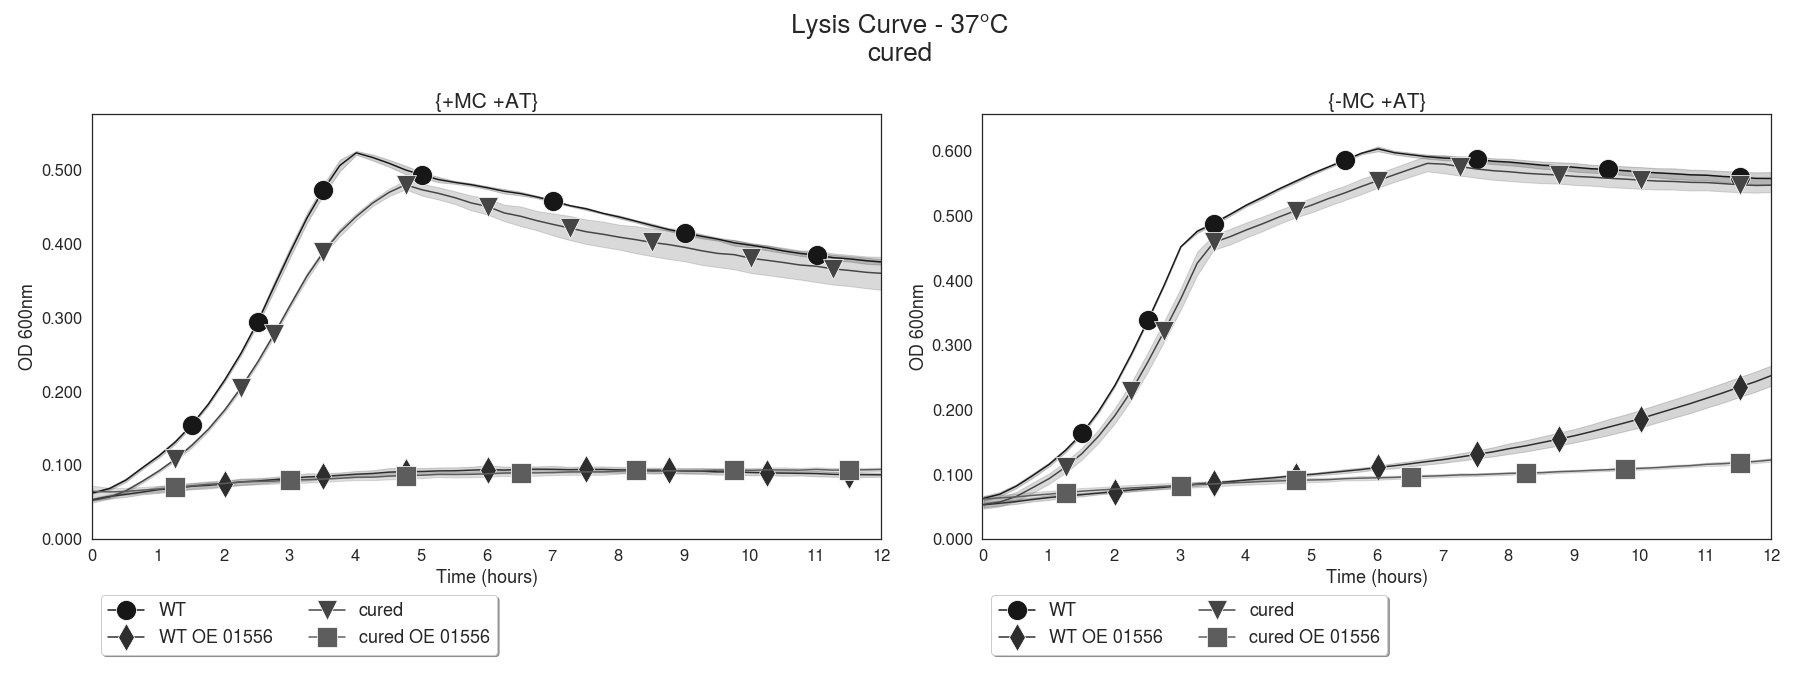 Lysis Curve - 37°C
cured
{+MC +AT}
OD 600nm
0.500
0.400
0.300
0.200
0.100
0.000
0 1 2 3 4 5 6 7 8 9 10 11 12
Time (hours)
WT cured
WT OE 01556 cured OE 01556
{-MC +AT}
OD 600nm
0.600
0.500
0.400
0.300
0.200
0.100
0.000
0 1 2 3 4 5 6 7 8 9 10 11 12
Time (hours)
WT cured
WT OE 01556 cured OE 01556